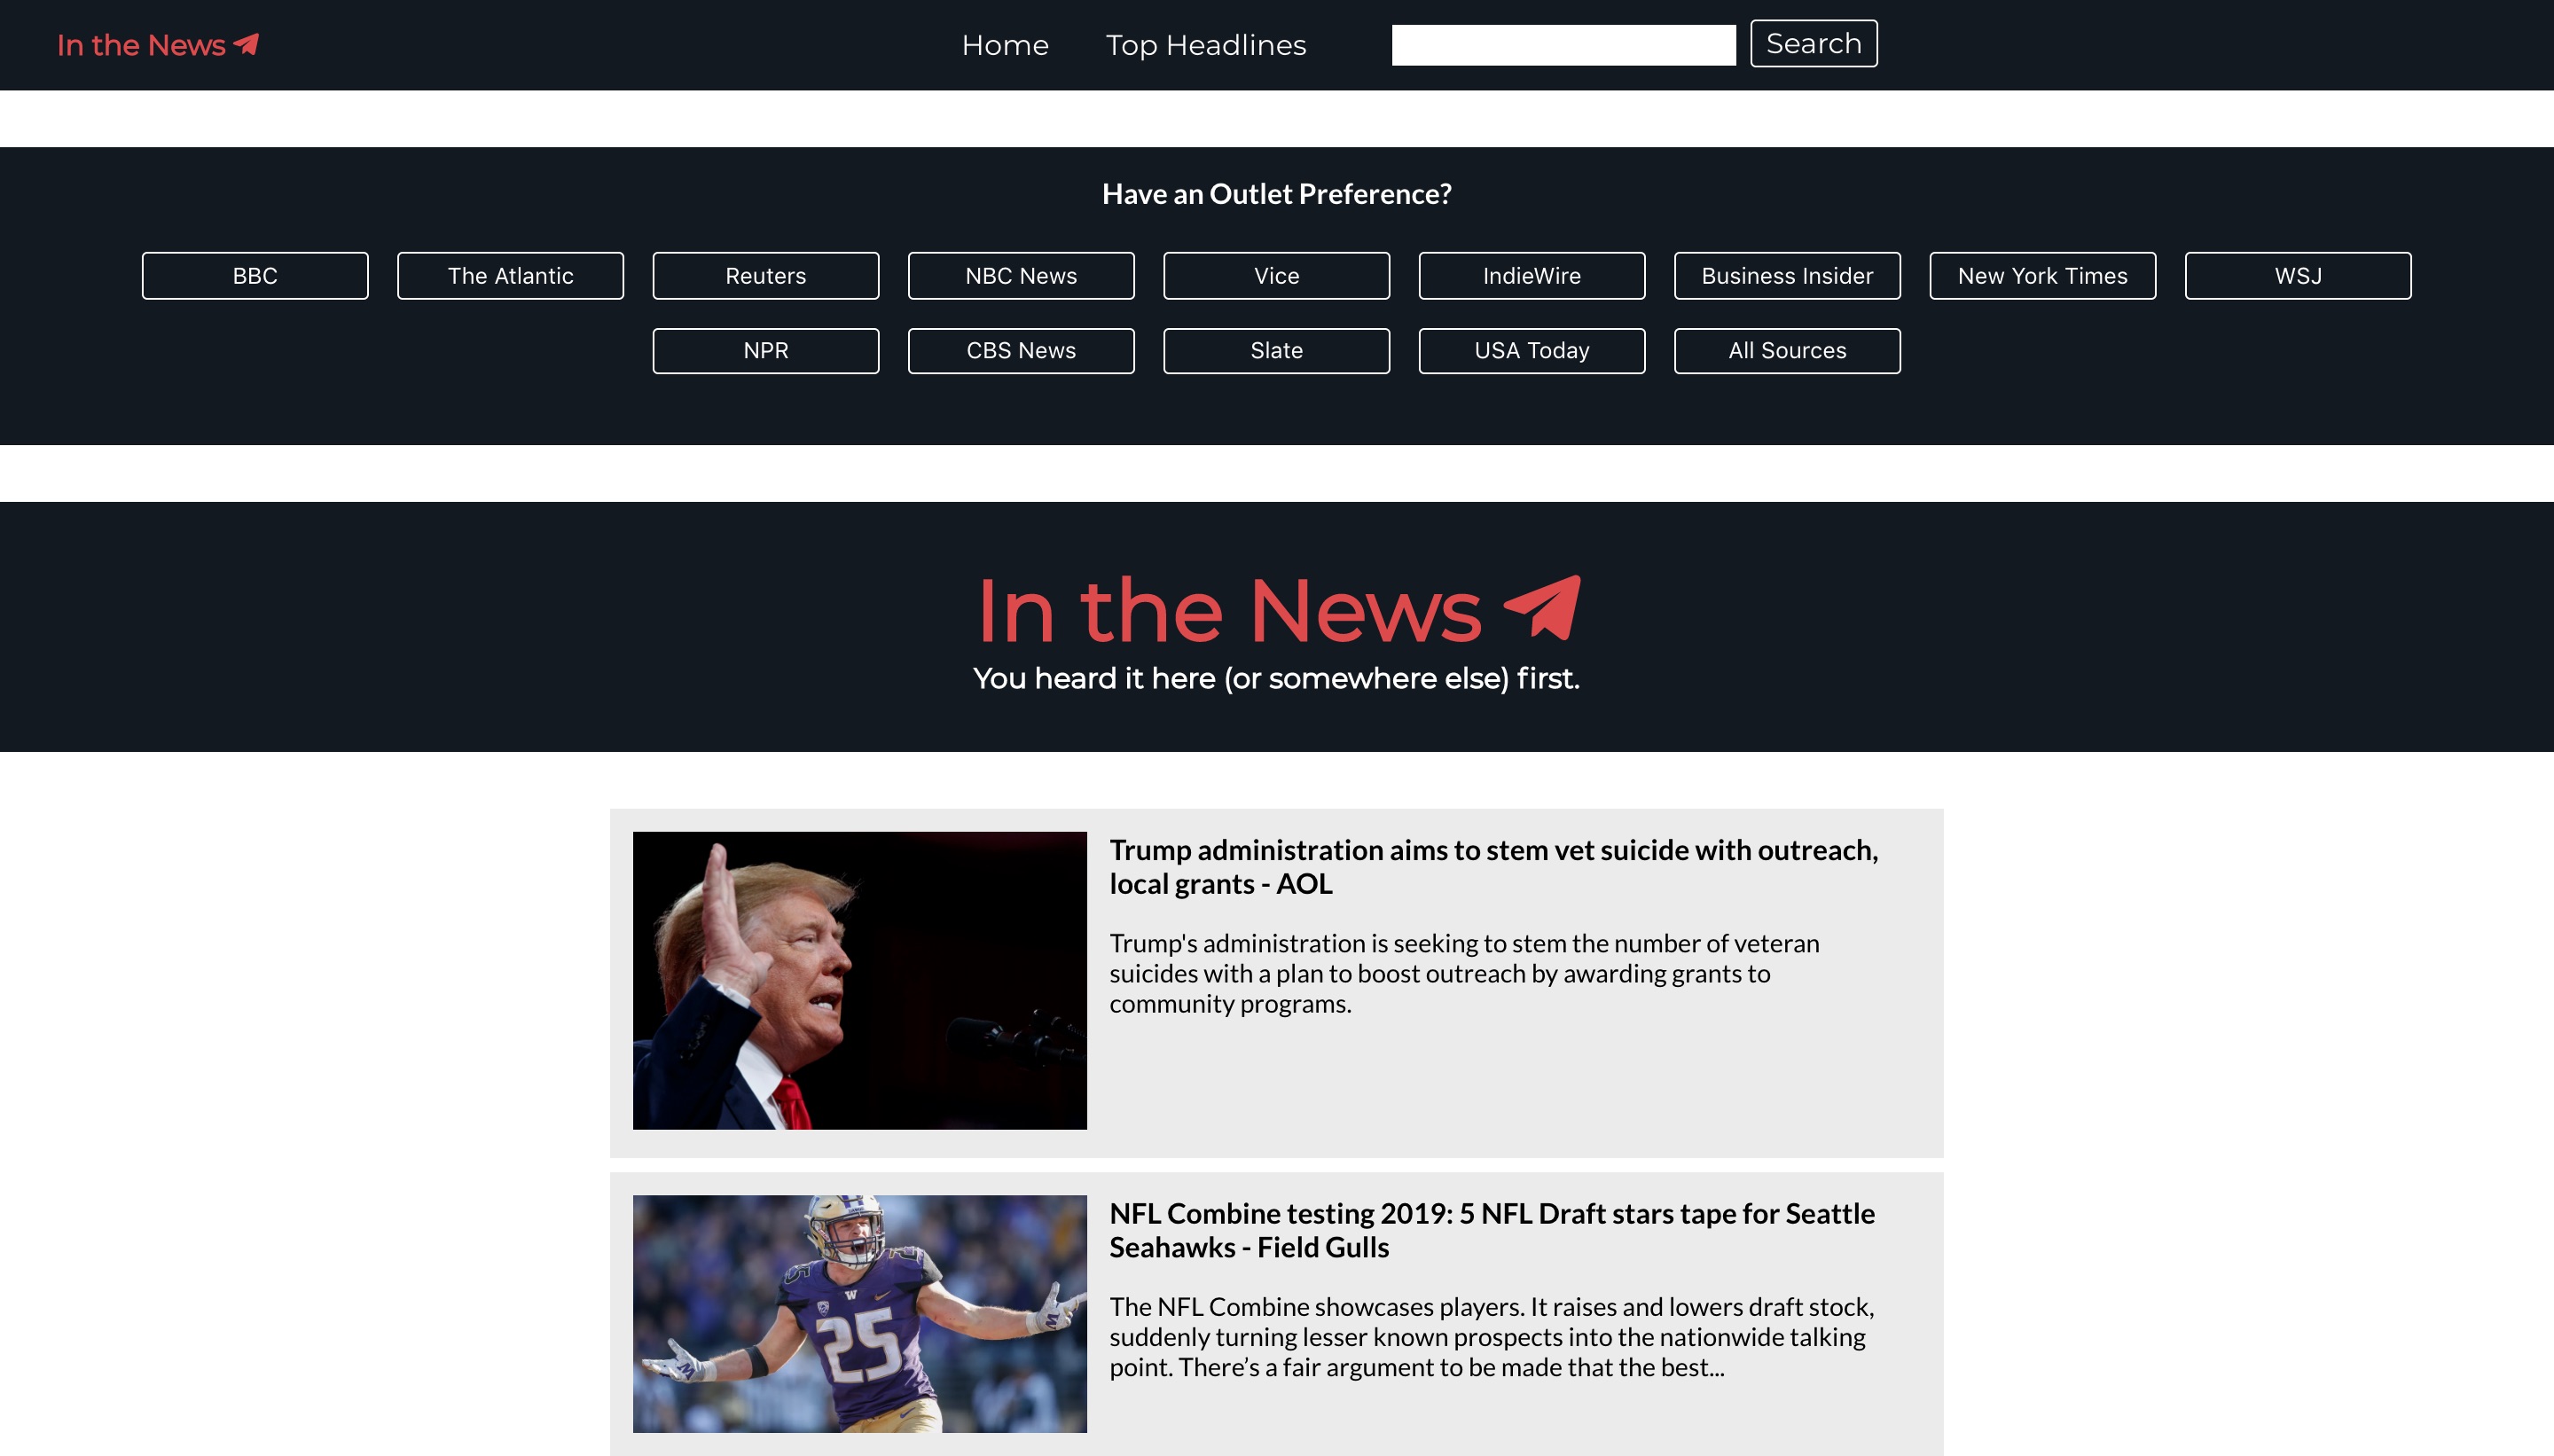 In the News
Home
Top Headlines
Search
Have an Outlet Preference?
BBC
The Atlantic
Reuters
NBC News
Vice
IndieWire
Business Insider
New York Times
WSJ
NPR
CBS News
Slate
USA Today
All Sources
In the News
You heard it here (or somewhere else) first.
Trump administration aims to stem vet suicide with outreach,
local grants - AOL
Trump's administration is seeking to stem the number of veteran
suicides with a plan to boost outreach by awarding grants to
community programs.
W
25
NFL Combine testing 2019: 5 NFL Draft stars tape for Seattle
Seahawks - Field Gulls
The NFL Combine showcases players. It raises and lowers draft stock,
suddenly turning lesser known prospects into the nationwide talking
point. There’s a fair argument to be made that the best...